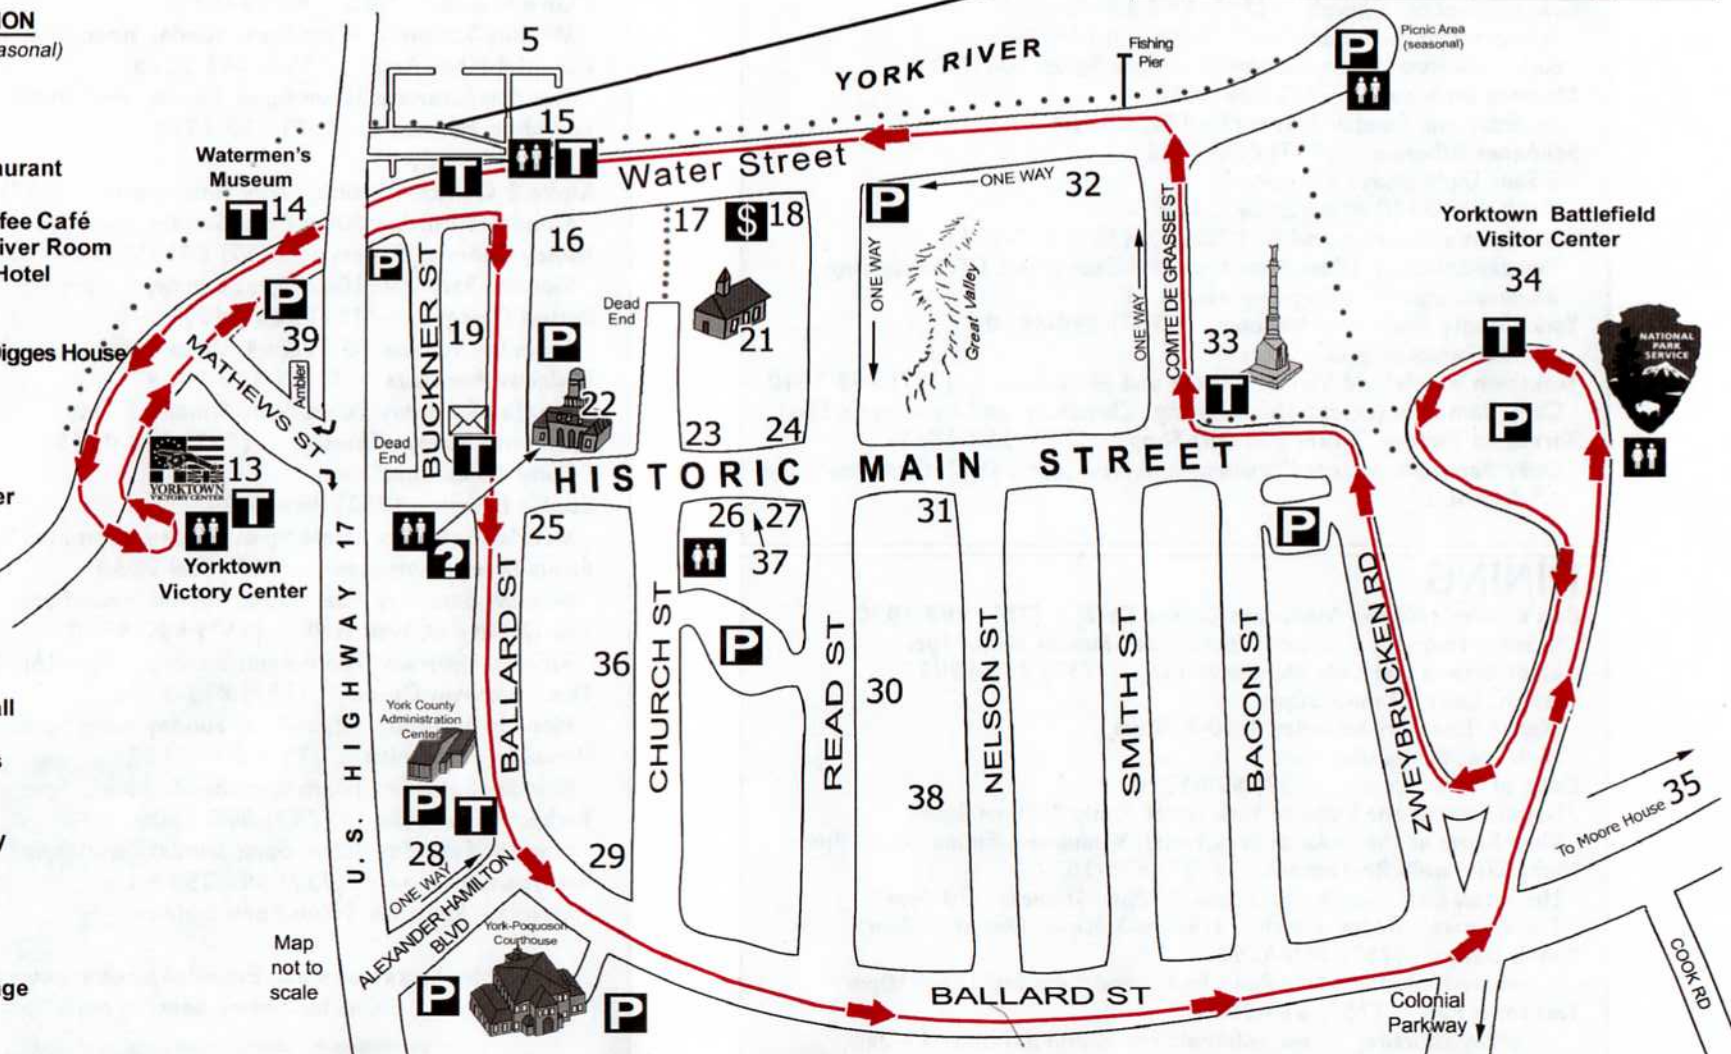 ION
asonal)
5
YORK RIVER
Fishing
Pier
P
Picnic Area
(seasonal)
15
T
T
Water Street
Watermen's
Museum
T 14
aurant
ffee Café
iver Room
Hotel
P
ONE WAY
32
16
17
$ 18
P
BUCKNER ST
19
ONE WAY
Great Valley
ONE WAY
COMTE DE GRASSE ST
Yorktown Battlefield
Visitor Center
34
T
NATIONAL
PARK
SERVICE
P
P
39
Digges House
MATHEWS ST
Ambler
Dead
End
P
21
33
T
22
Dead
End
T
23
24
HISTORIC MAIN STREET
YORKTOWN
VICTORY CENTER
13
T
Yorktown
Victory Center
er
U.S. HIGHWAY 17
?
25
26
27
37
31
P
BALLARD ST
36
CHURCH ST
P
READ ST
30
38
NELSON ST
SMITH ST
BACON ST
ZWEYBRUCKEN RD
all
s
y
nge
York County
Administration
Center
P
T
28
29
ONE WAY
ALEXANDER HAMILTON
BLVD
York-Poquoson
Courthouse
P
P
Map
not to
scale
BALLARD ST
To Moore House 35
COOK RD
Colonial
Parkway